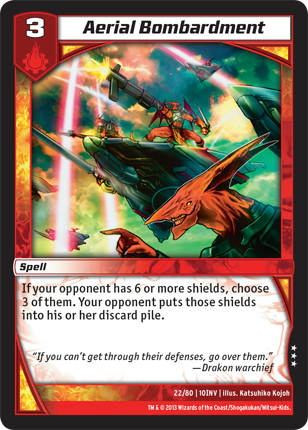 3
Aerial Bombardment
Spell
If your opponent has 6 or more shields, choose
3 of them. Your opponent puts those shields
into his or her discard pile.
"If you can't get through their defenses, go over them."
—Drakon warchief
22/80 | 10INV | Illus. Katsuhiko Kojoh
TM & © 2013 Wizards of the Coast/Shogakukan/Mitsui-Kids.